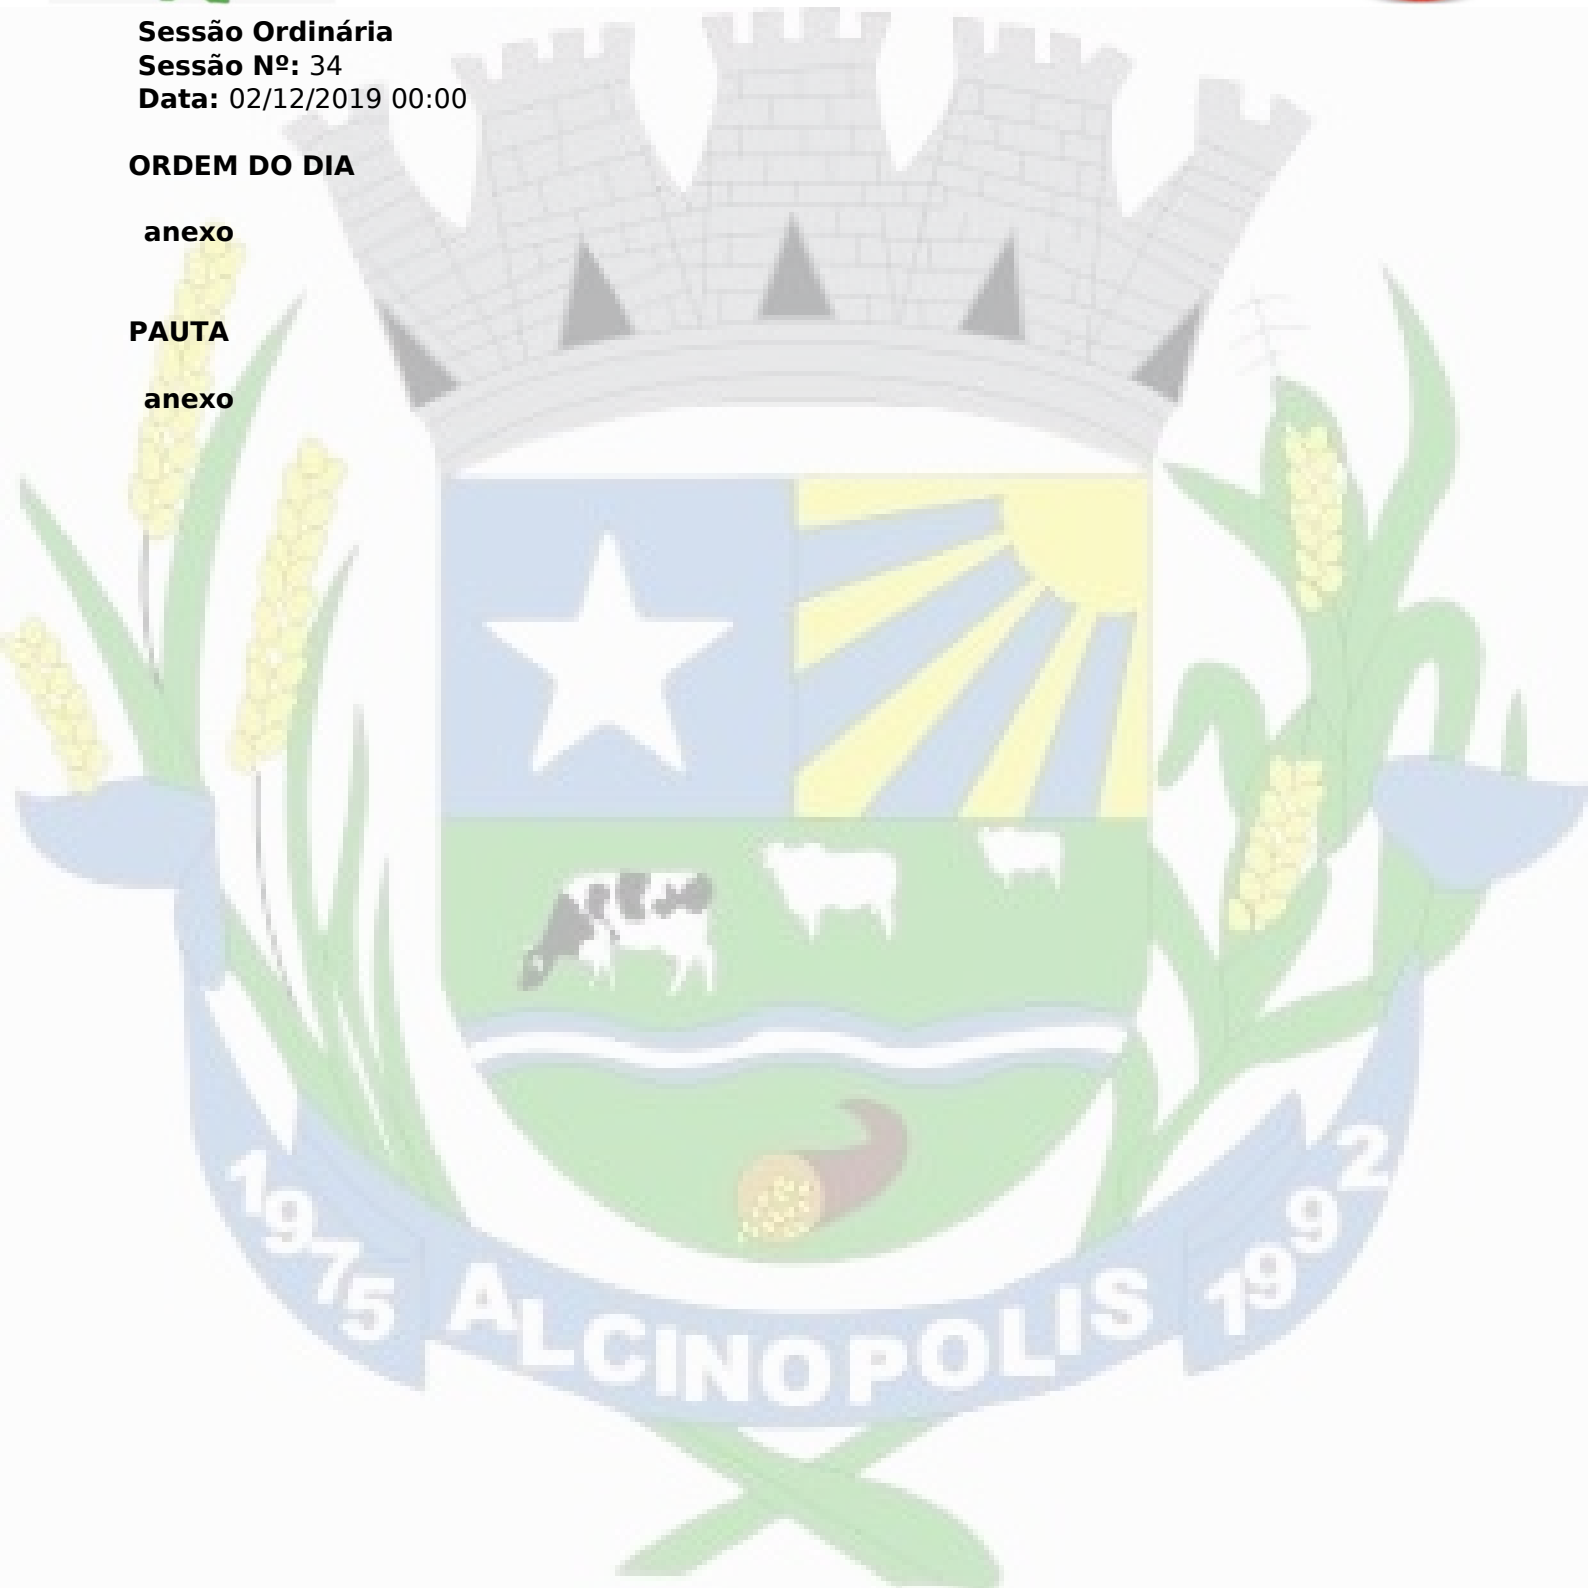 Sessão Ordinária
Sessão Nº: 34
Data: 02/12/2019 00:00
ORDEM DO DIA
anexo
PAUTA
anexo
1975 ALCINOPOLIS 1992